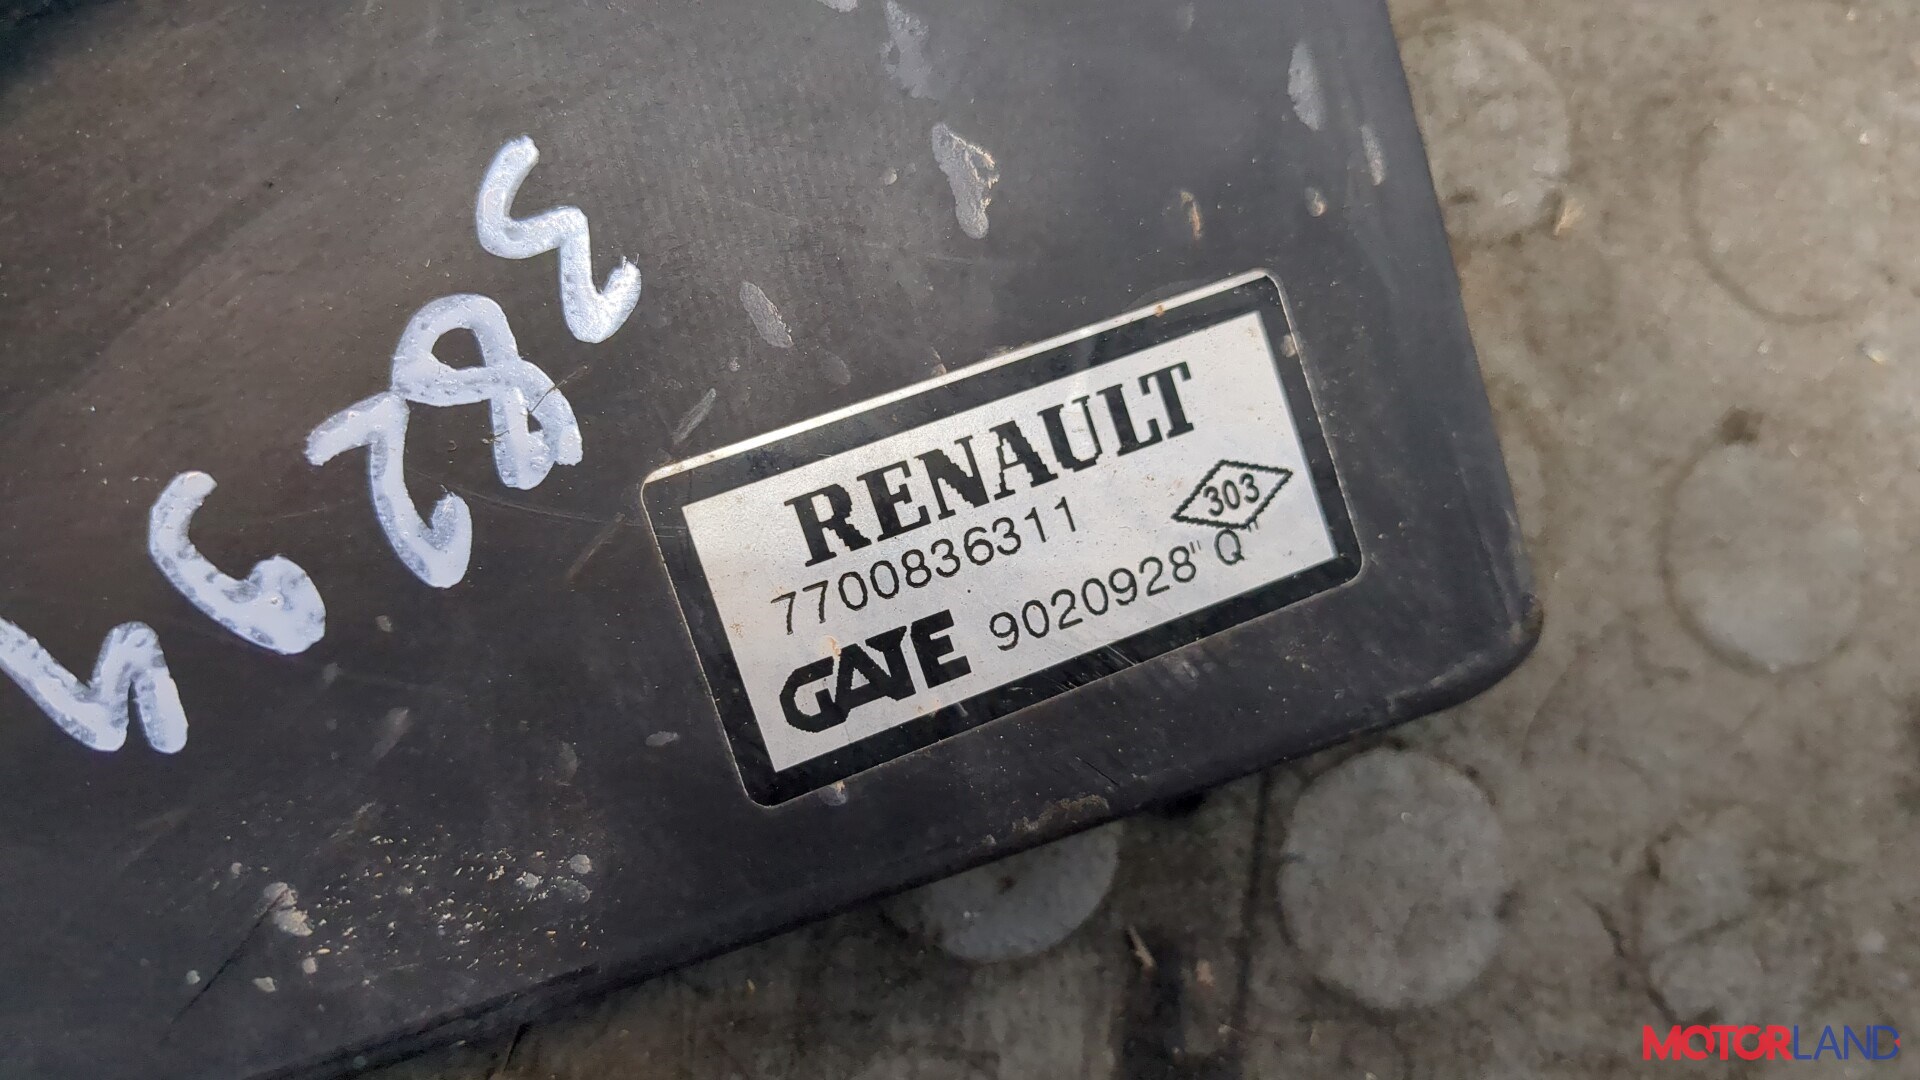 RENAULT
7700836311
303
GATE 9020928"Q"
MOTORLAND